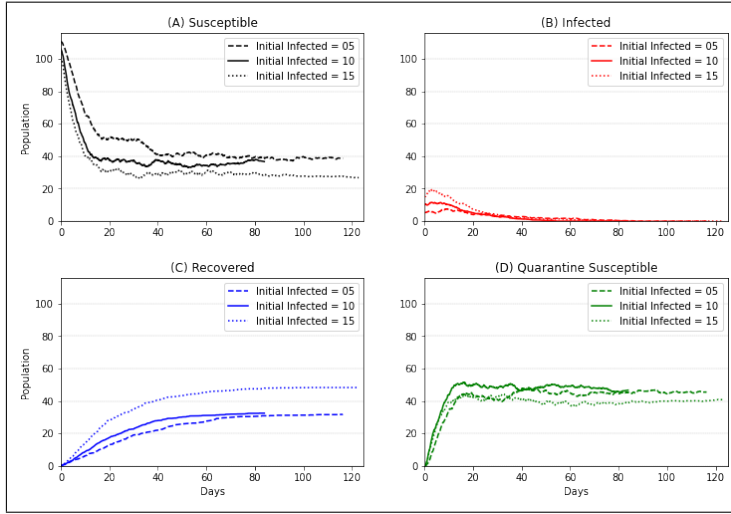 (A) Susceptible
Initial Infected = 05
Initial Infected = 10
Initial Infected = 15
Population
100
80
60
40
20
0
0 20 40 60 80 100 120
(B) Infected
Initial Infected = 05
Initial Infected = 10
Initial Infected = 15
100
80
60
40
20
0
0 20 40 60 80 100 120
(C) Recovered
Initial Infected = 05
Initial Infected = 10
Initial Infected = 15
Population
100
80
60
40
20
0
0 20 40 60 80 100 120
Days
(D) Quarantine Susceptible
Initial Infected = 05
Initial Infected = 10
Initial Infected = 15
100
80
60
40
20
0
0 20 40 60 80 100 120
Days